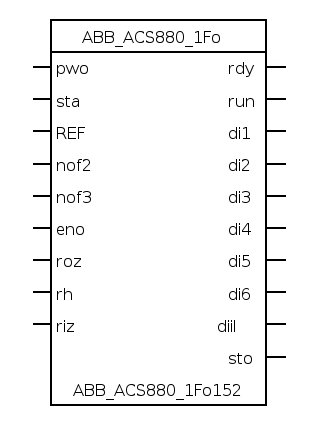 ABB_ACS880_1Fo
pwo rdy
sta run
REF di1
nof2 di2
nof3 di3
eno di4
roz di5
rh di6
riz diil
sto
ABB_ACS880_1Fo152